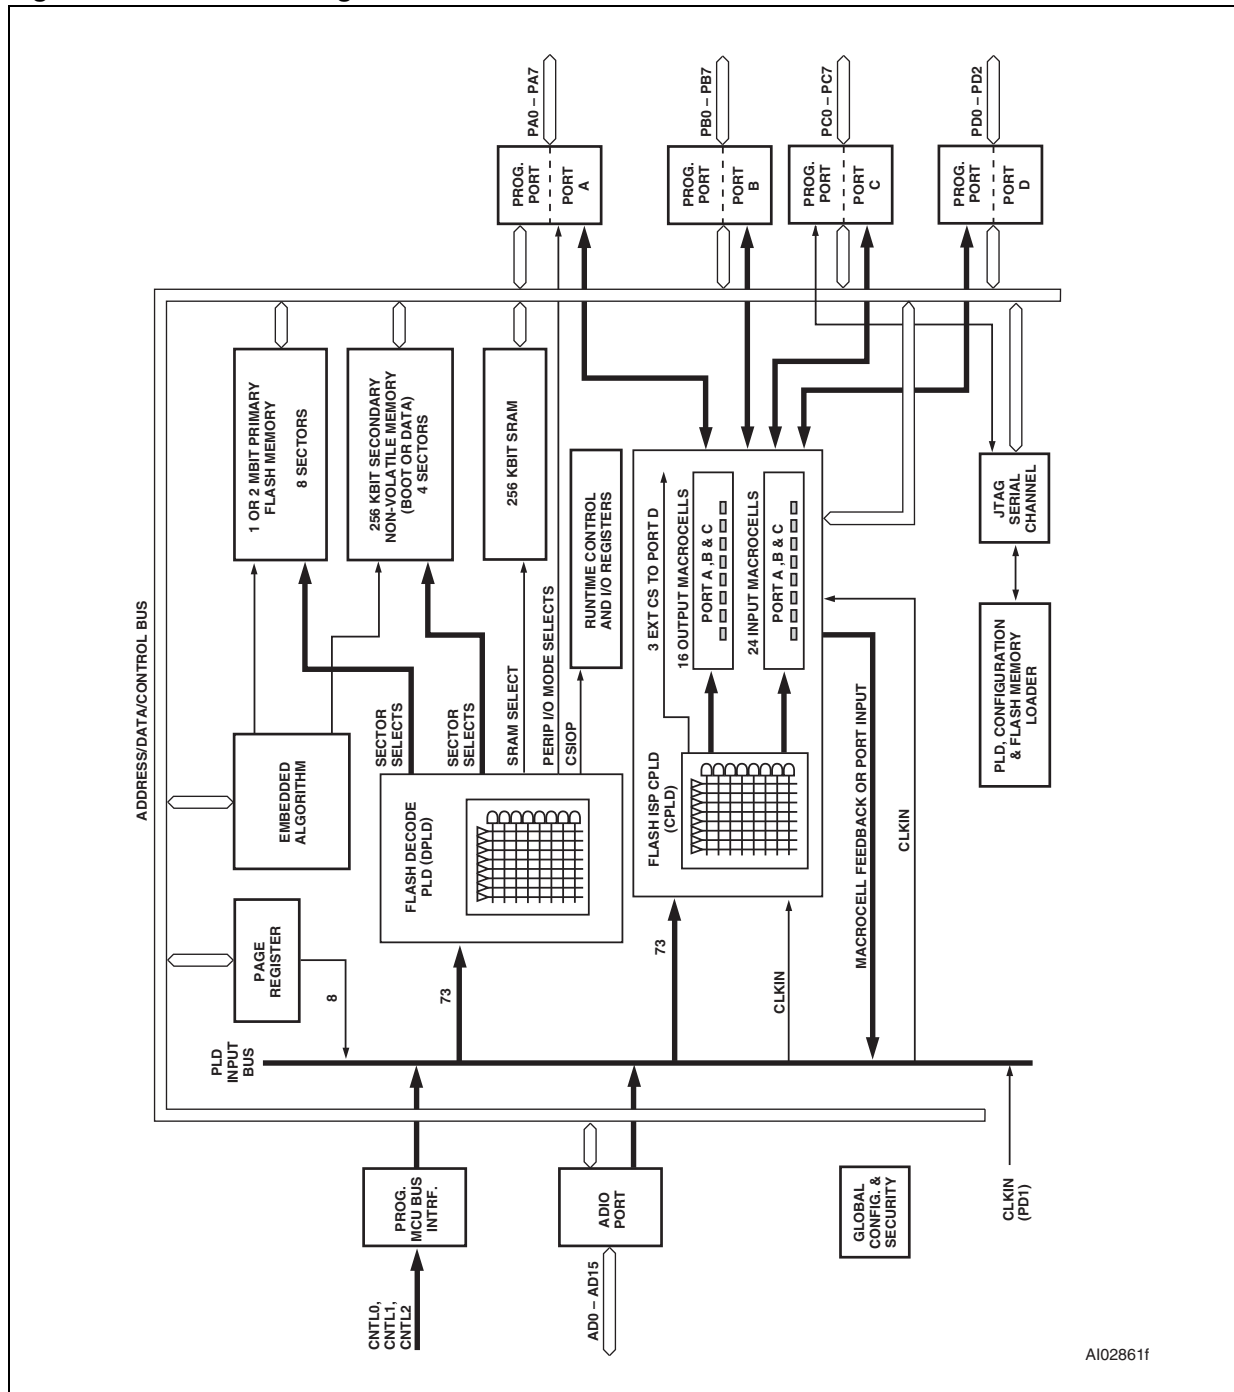 PA0 – PA7
PB0 – PB7
PC0 – PC7
PD0 – PD2
PROG.
PORT
PORT
A
PROG.
PORT
PORT
B
PROG.
PORT
PORT
C
PROG.
PORT
PORT
D
ADDRESS/DATA/CONTROL BUS
1 OR 2 MBIT PRIMARY
FLASH MEMORY
8 SECTORS
256 KBIT SECONDARY
NON-VOLATILE MEMORY
(BOOT OR DATA)
4 SECTORS
256 KBIT SRAM
RUNTIME CONTROL
AND I/O REGISTERS
3 EXT CS TO PORT D
16 OUTPUT MACROCELLS
PORT A ,B & C
24 INPUT MACROCELLS
PORT A ,B & C
JTAG
SERIAL
CHANNEL
PLD, CONFIGURATION
& FLASH MEMORY
LOADER
EMBEDDED
ALGORITHM
SECTOR
SELECTS
SECTOR
SELECTS
SRAM SELECT
PERIP I/O MODE SELECTS
CSIOP
FLASH DECODE
PLD (DPLD)
FLASH ISP CPLD
(CPLD)
MACROCELL FEEDBACK OR PORT INPUT
CLKIN
PAGE
REGISTER
8
73
73
CLKIN
PLD
INPUT
BUS
PROG.
MCU BUS
INTRF.
ADIO
PORT
GLOBAL
CONFIG. &
SECURITY
CLKIN
(PD1)
CNTL0,
CNTL1,
CNTL2
AD0 – AD15
AI02861f